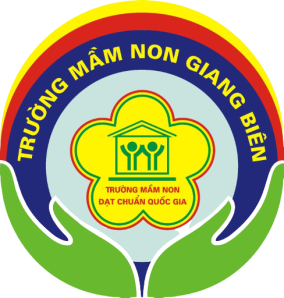 TRƯỜNG MẦM NON GIANG BIÊN
TRƯỜNG MẦM NON
ĐẠT CHUẨN QUỐC GIA